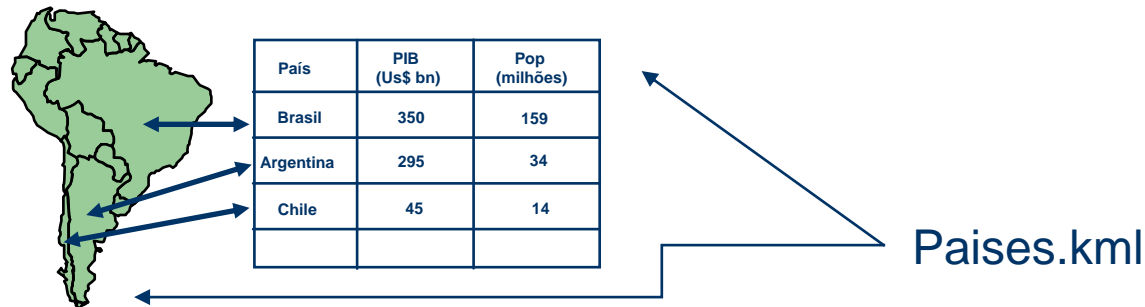 País PIB Pop
(Us$ bn) (milhões)
Brasil 350 159
Argentina 295 34
Chile 45 14
Paises.kml